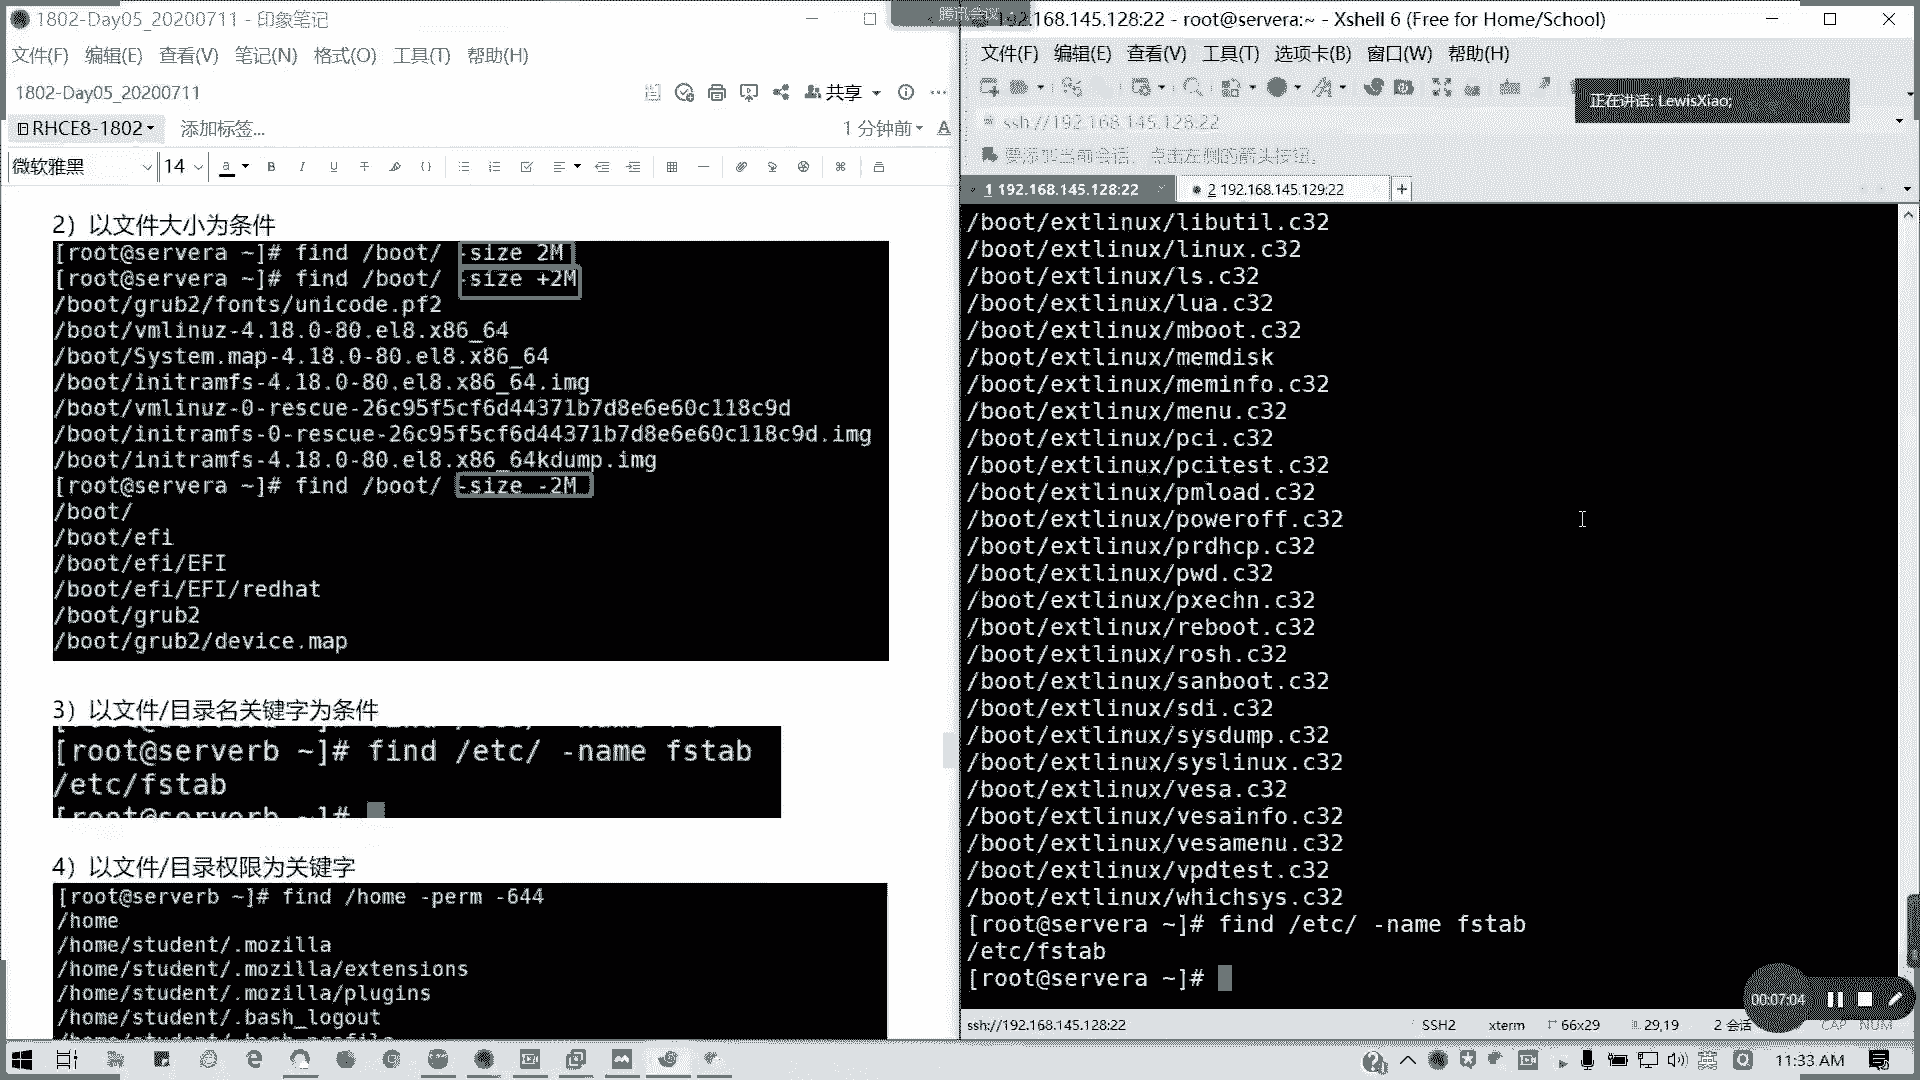 1802-Day05_20200711 - 印象笔记
文件(F) 编辑(E) 查看(V) 笔记(N) 格式(O) 工具(T) 帮助(H)
1802-Day05_20200711
共享
RHCE8-1802
添加标签...
1 分钟前
微软雅黑
14
2）以文件大小为条件
[root@servera ~]# find /boot/ -size 2M
[root@servera ~]# find /boot/ -size +2M
/boot/grub2/fonts/unicode.pf2
/boot/vmlinuz-4.18.0-80.el8.x86_64
/boot/System.map-4.18.0-80.el8.x86_64
/boot/initramfs-4.18.0-80.el8.x86_64.img
/boot/vmlinuz-0-rescue-26c95f5cf6d44371b7d8e6e60c118c9d
/boot/initramfs-0-rescue-26c95f5cf6d44371b7d8e6e60c118c9d.img
/boot/initramfs-4.18.0-80.el8.x86_64kdump.img
[root@servera ~]# find /boot/ -size -2M
/boot/
/boot/efi
/boot/efi/EFI
/boot/efi/EFI/redhat
/boot/grub2
/boot/grub2/device.map
3）以文件/目录名关键字为条件
[root@serverb ~]# find /etc/ -name fstab
/etc/fstab
[root@serverb ~]#
4）以文件/目录权限为关键字
[root@serverb ~]# find /home -perm -644
/home
/home/student/.mozilla
/home/student/.mozilla/extensions
/home/student/.mozilla/plugins
/home/student/.bash_logout
腾讯会议
192.168.145.128:22 - root@servera:~ - Xshell 6 (Free for Home/School)
文件(F) 编辑(E) 查看(V) 工具(T) 选项卡(B) 窗口(W) 帮助(H)
正在讲话: LewisXiao;
ssh://192.168.145.128:22
要添加当前会话，点击左侧的箭头按钮。
1 192.168.145.128:22
2 192.168.145.129:22
/boot/extlinux/libutil.c32
/boot/extlinux/linux.c32
/boot/extlinux/ls.c32
/boot/extlinux/lua.c32
/boot/extlinux/mboot.c32
/boot/extlinux/memdisk
/boot/extlinux/meminfo.c32
/boot/extlinux/menu.c32
/boot/extlinux/pci.c32
/boot/extlinux/pcitest.c32
/boot/extlinux/pmload.c32
/boot/extlinux/poweroff.c32
/boot/extlinux/prdhcp.c32
/boot/extlinux/pwd.c32
/boot/extlinux/pxechn.c32
/boot/extlinux/reboot.c32
/boot/extlinux/rosh.c32
/boot/extlinux/sanboot.c32
/boot/extlinux/sdi.c32
/boot/extlinux/sysdump.c32
/boot/extlinux/syslinux.c32
/boot/extlinux/vesa.c32
/boot/extlinux/vesainfo.c32
/boot/extlinux/vesamenu.c32
/boot/extlinux/vpdtest.c32
/boot/extlinux/whichsys.c32
[root@servera ~]# find /etc/ -name fstab
/etc/fstab
[root@servera ~]#
00:07:04
ssh://192.168.145.128:22
SSH2 xterm 66x29 29,19 2 会话 CAP NUM
11:33 AM